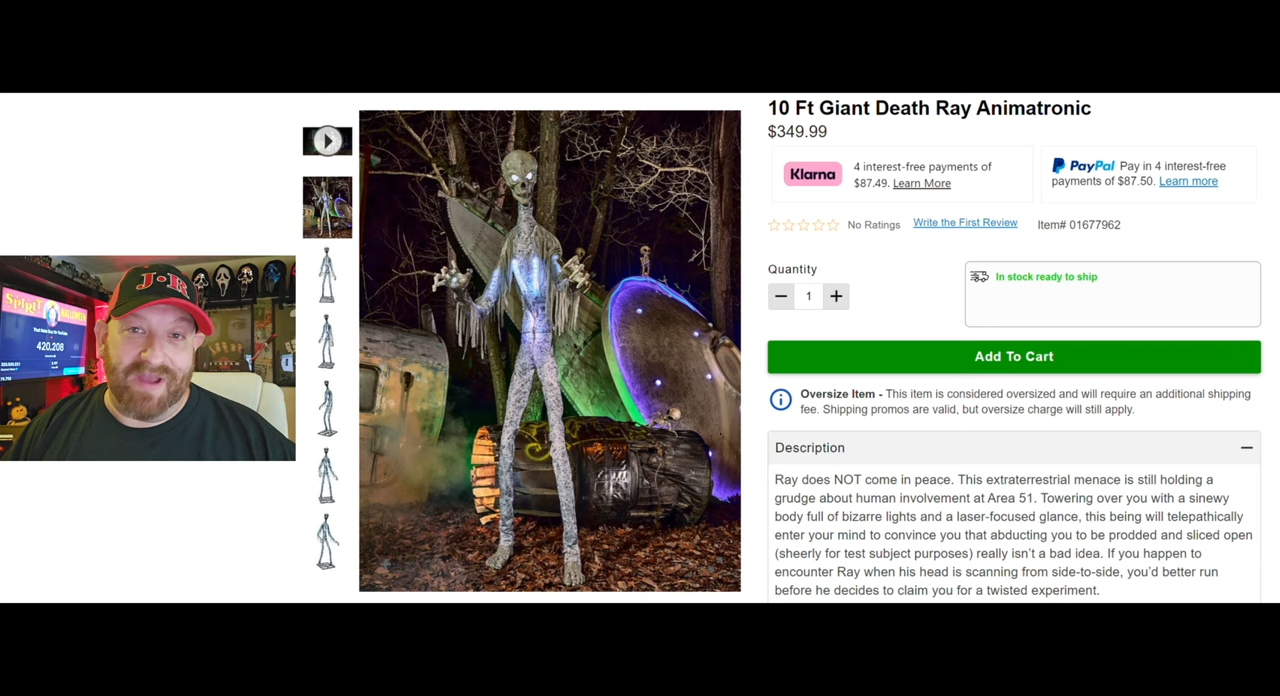 10 Ft Giant Death Ray Animatronic
$349.99
Klarna
4 interest-free payments of
$87.49. Learn More
PayPal Pay in 4 interest-free
payments of $87.50. Learn more
No Ratings
Write the First Review
Item# 01677962
Quantity
1
In stock ready to ship
Add To Cart
Oversize Item - This item is considered oversized and will require an additional shipping
fee. Shipping promos are valid, but oversize charge will still apply.
Description
Ray does NOT come in peace. This extraterrestrial menace is still holding a
grudge about human involvement at Area 51. Towering over you with a sinewy
body full of bizarre lights and a laser-focused glance, this being will telepathically
enter your mind to convince you that abducting you to be prodded and sliced open
(sheerly for test subject purposes) really isn't a bad idea. If you happen to
encounter Ray when his head is scanning from side-to-side, you'd better run
before he decides to claim you for a twisted experiment.
J-R
SPIRIT
HALLOWEEN
420,208